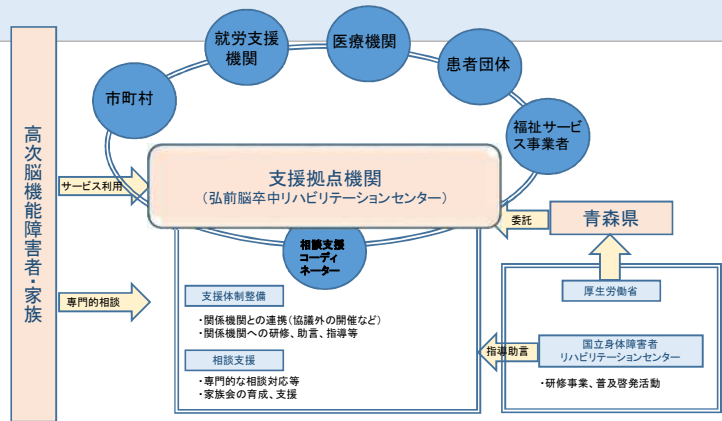 就労支援
機関
医療機関
患者団体
市町村
福祉サービ
ス事業者
高次脳機能障害者・家族
サービス利用
支援拠点機関
（弘前脳卒中リハビリテーションセンター）
委託
青森県
相談支援
コーディ
ネーター
厚生労働省
支援体制整備
・関係機関との連携（協議外の開催など）
・関係機関への研修、助言、指導等
専門的相談
指導助言
国立身体障害者
リハビリテーションセンター
相談支援
・専門的な相談対応等
・家族会の育成、支援
・研修事業、普及啓発活動